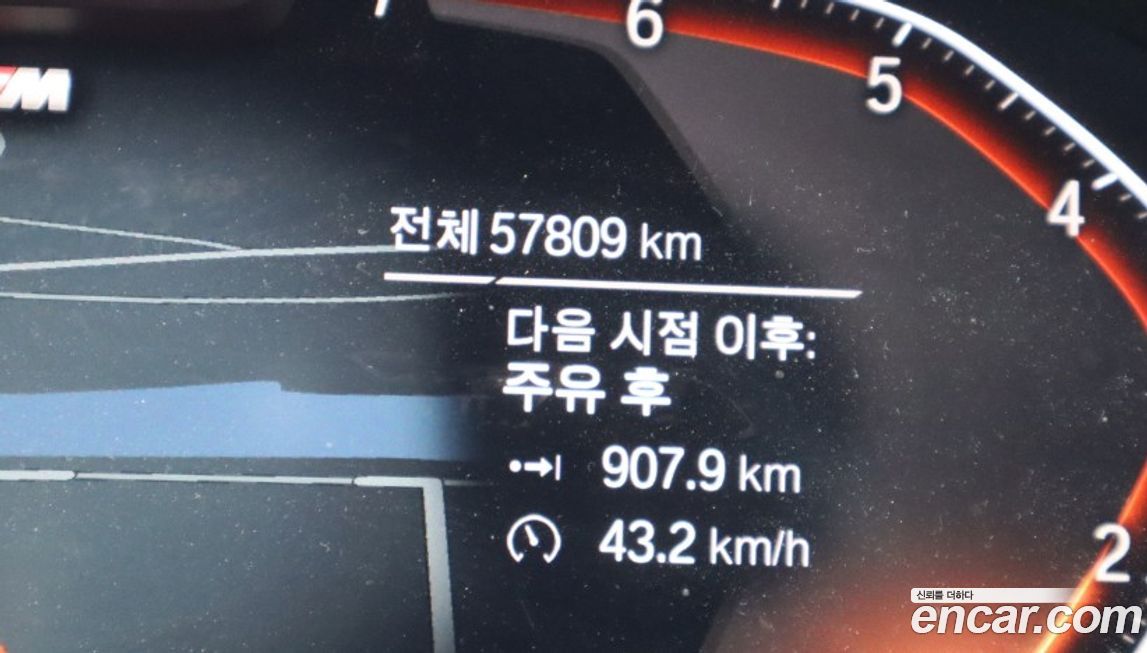 6
5
M
4
전체 57809 km
다음 시점 이후:
주유 후
907.9 km
43.2 km/h
2
신뢰를 더하다
encar.com